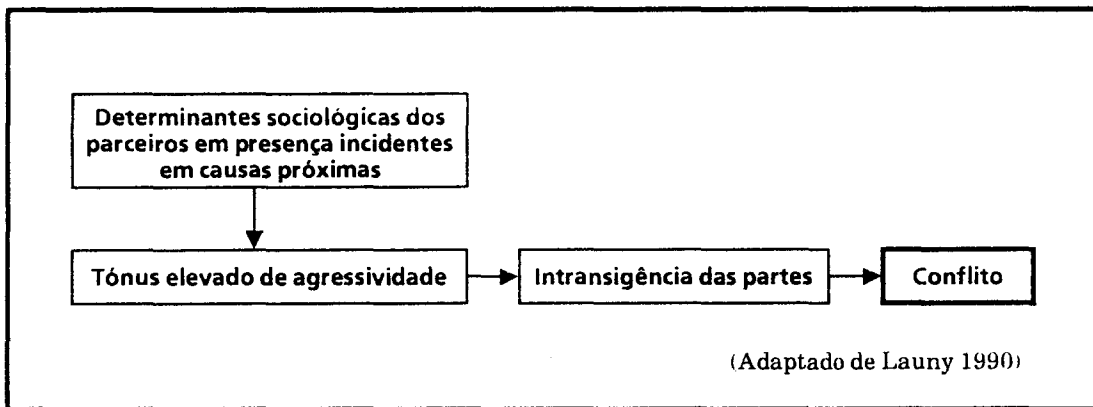 Determinantes sociológicas dos
parceiros em presença incidentes
em causas próximas
Tónus elevado de agressividade
Intransigência das partes
Conflito
(Adaptado de Launy 1990)